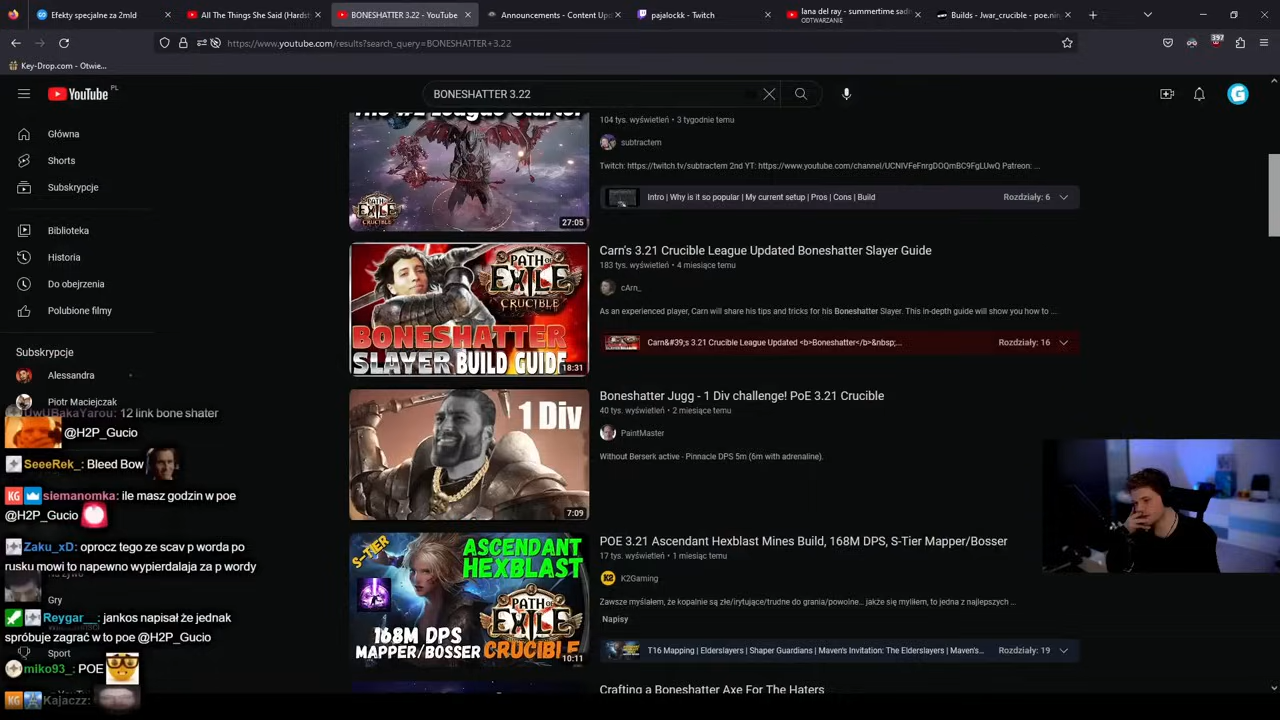 Efekty specjalne za 2mld
All The Things She Said (Hardst
BONESHATTER 3.22 - YouTube
Announcements - Content Up
pajalockk - Twitch
lana del ray - summertime sad
ODTWARZANIE
Builds - Jwar_crucible - poe.nin
https://www.youtube.com/results?search_query=BONESHATTER+3.22
397
Key-Drop.com - Otwie...
YouTube PL
BONESHATTER 3.22
G
Główna
Shorts
Subskrypcje
Biblioteka
Historia
Do obejrzenia
Polubione filmy
Subskrypcje
Alessandra
Piotr Maciejczak
Gry
Sport
PATH OF EXILE CRUCIBLE
27:05
104 tys. wyświetleń • 3 tygodnie temu
subtractem
Twitch: https://twitch.tv/subtractem 2nd YT: https://www.youtube.com/channel/UCNIVFeFnrgDOQmBC9FgLUwQ Patreon: ...
Intro | Why is it so popular | My current setup | Pros | Cons | Build
Rozdziały: 6
PATH OF EXILE CRUCIBLE
BONESHATTER
SLAYER BUILD GUIDE
18:31
Carn's 3.21 Crucible League Updated Boneshatter Slayer Guide
183 tys. wyświetleń • 4 miesiące temu
cArn_
As an experienced player, Carn will share his tips and tricks for his Boneshatter Slayer. This in-depth guide will show you how to ...
Carn&#39;s 3.21 Crucible League Updated <b>Boneshatter</b>&nbsp;...
Rozdziały: 16
1 Div
7:09
Boneshatter Jugg - 1 Div challenge! PoE 3.21 Crucible
40 tys. wyświetleń • 2 miesiące temu
PaintMaster
Without Berserk active - Pinnacle DPS 5m (6m with adrenaline).
S-TIER
ASCENDANT
HEXBLAST
PATH OF EXILE
168M DPS
MAPPER/BOSSER
CRUCIBLE
10:11
POE 3.21 Ascendant Hexblast Mines Build, 168M DPS, S-Tier Mapper/Bosser
17 tys. wyświetleń • 1 miesiąc temu
K2 K2Gaming
Zawsze myślałem, że kopalnie są złe/irytujące/trudne do grania/powolne... jakże się myliłem, to jedna z najlepszych ...
Napisy
T16 Mapping | Elderslayers | Shaper Guardians | Maven's Invitation: The Elderslayers | Maven's...
Rozdziały: 19
Crafting a Boneshatter Axe For The Haters
UwUBakaYarou: 12 link bone shater
@H2P_Gucio
SeeeRek_: Bleed Bow
KG siemanomka: ile masz godzin w poe
@H2P_Gucio
Zaku_xD: oprocz tego ze scav p worda po
rusku mowi to napewno wypierdalaja za p wordy
Reygar__: jankos napisał że jednak
spróbuje zagrać w to poe @H2P_Gucio
miko93_: POE
KG Kajaczz: